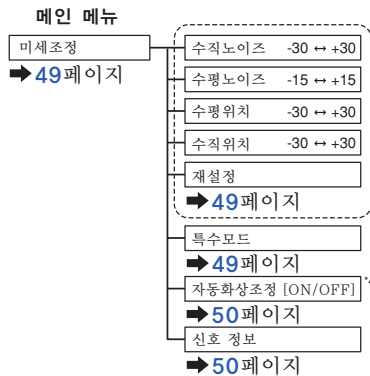 메인 메뉴
미세조정
➡49페이지
수직노이즈 -30 ↔ +30
수평노이즈 -15 ↔ +15
수평위치 -30 ↔ +30
수직위치 -30 ↔ +30
재설정
➡49페이지
특수모드
➡49페이지
자동화상조정 [ON/OFF]
➡50페이지
신호 정보
➡50페이지